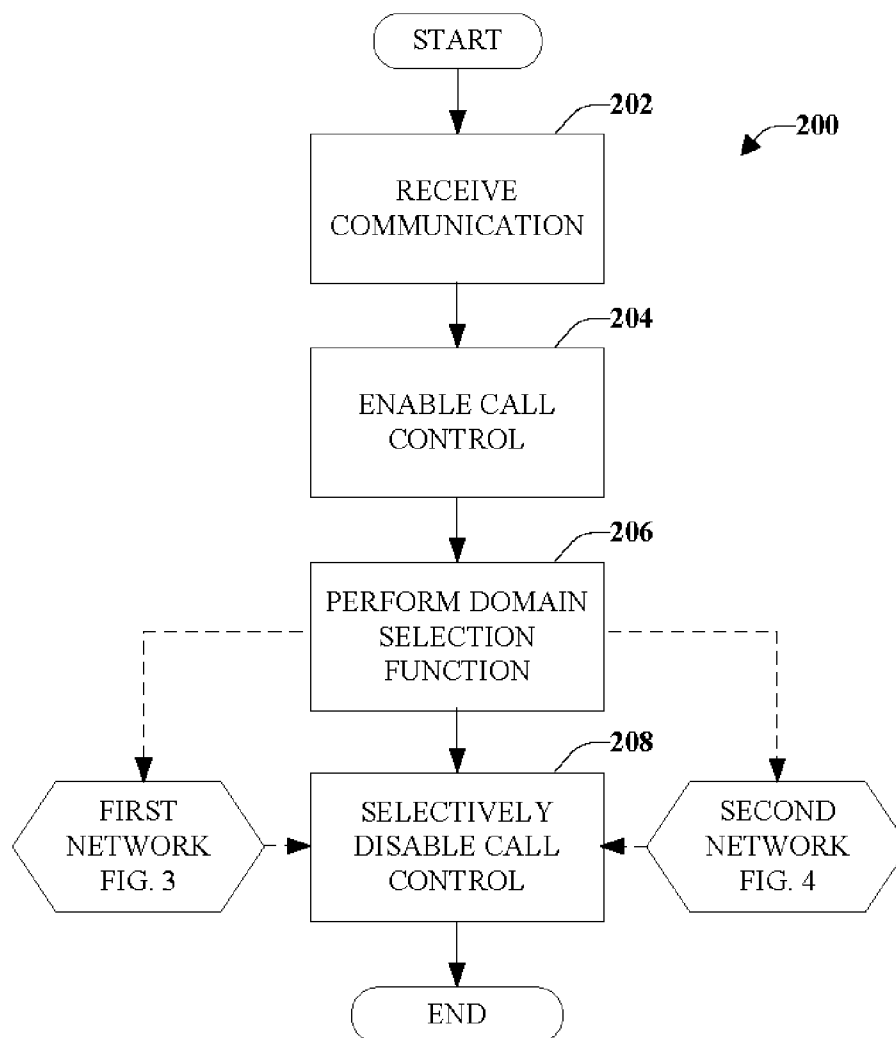 START
202
200
RECEIVE
COMMUNICATION
204
ENABLE CALL
CONTROL
206
PERFORM DOMAIN
SELECTION
FUNCTION
208
FIRST
NETWORK
FIG. 3
SELECTIVELY
DISABLE CALL
CONTROL
SECOND
NETWORK
FIG. 4
END